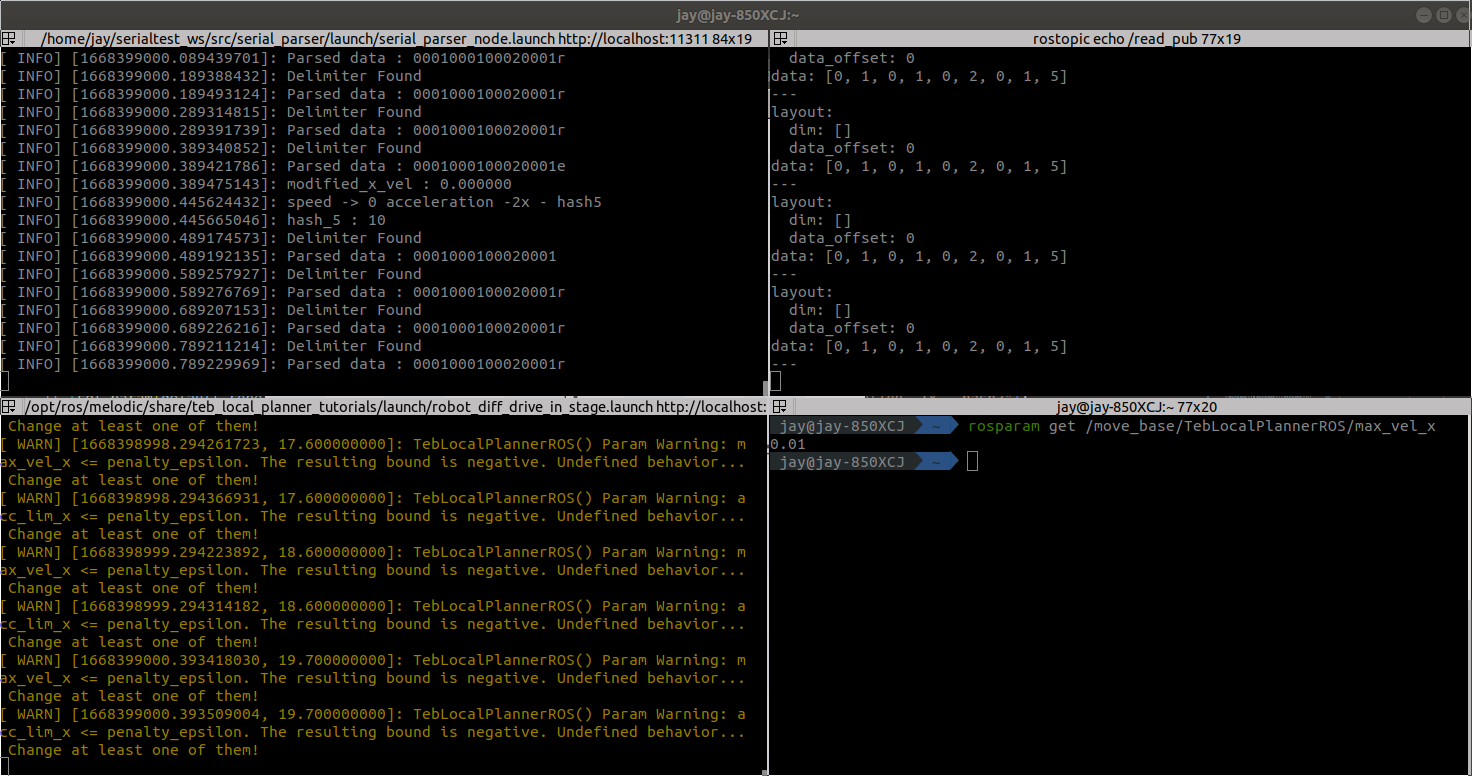 jay@jay-850XCJ:~
/home/jay/serialtest_ws/src/serial_parser/launch/serial_parser_node.launch http://localhost:11311 84x19
[ INFO] [1668399000.089439701]: Parsed data : 0001000100020001r
[ INFO] [1668399000.189388432]: Delimiter Found
[ INFO] [1668399000.189493124]: Parsed data : 0001000100020001r
[ INFO] [1668399000.289314815]: Delimiter Found
[ INFO] [1668399000.289391739]: Parsed data : 0001000100020001r
[ INFO] [1668399000.389340852]: Delimiter Found
[ INFO] [1668399000.389421786]: Parsed data : 0001000100020001e
[ INFO] [1668399000.389475143]: modified_x_vel : 0.000000
[ INFO] [1668399000.445624432]: speed -> 0 acceleration -2x - hash5
[ INFO] [1668399000.445665046]: hash_5 : 10
[ INFO] [1668399000.489174573]: Delimiter Found
[ INFO] [1668399000.489192135]: Parsed data : 0001000100020001
[ INFO] [1668399000.589257927]: Delimiter Found
[ INFO] [1668399000.589276769]: Parsed data : 0001000100020001r
[ INFO] [1668399000.689207153]: Delimiter Found
[ INFO] [1668399000.689226216]: Parsed data : 0001000100020001r
[ INFO] [1668399000.789211214]: Delimiter Found
[ INFO] [1668399000.789229969]: Parsed data : 0001000100020001r
rostopic echo /read_pub 77x19
data_offset: 0
data: [0, 1, 0, 1, 0, 2, 0, 1, 5]
---
layout:
dim: []
data_offset: 0
data: [0, 1, 0, 1, 0, 2, 0, 1, 5]
---
layout:
dim: []
data_offset: 0
data: [0, 1, 0, 1, 0, 2, 0, 1, 5]
---
layout:
dim: []
data_offset: 0
data: [0, 1, 0, 1, 0, 2, 0, 1, 5]
---
/opt/ros/melodic/share/teb_local_planner_tutorials/launch/robot_diff_drive_in_stage.launch http://localhost:
Change at least one of them!
[ WARN] [1668398998.294261723, 17.600000000]: TebLocalPlannerROS() Param Warning: m
ax_vel_x <= penalty_epsilon. The resulting bound is negative. Undefined behavior...
Change at least one of them!
[ WARN] [1668398998.294366931, 17.600000000]: TebLocalPlannerROS() Param Warning: a
cc_lim_x <= penalty_epsilon. The resulting bound is negative. Undefined behavior...
Change at least one of them!
[ WARN] [1668398999.294223892, 18.600000000]: TebLocalPlannerROS() Param Warning: m
ax_vel_x <= penalty_epsilon. The resulting bound is negative. Undefined behavior...
Change at least one of them!
[ WARN] [1668398999.294314182, 18.600000000]: TebLocalPlannerROS() Param Warning: a
cc_lim_x <= penalty_epsilon. The resulting bound is negative. Undefined behavior...
Change at least one of them!
[ WARN] [1668399000.393418030, 19.700000000]: TebLocalPlannerROS() Param Warning: m
ax_vel_x <= penalty_epsilon. The resulting bound is negative. Undefined behavior...
Change at least one of them!
[ WARN] [1668399000.393509004, 19.700000000]: TebLocalPlannerROS() Param Warning: a
cc_lim_x <= penalty_epsilon. The resulting bound is negative. Undefined behavior...
Change at least one of them!
jay@jay-850XCJ:~ 77x20
jay@jay-850XCJ ~ rosparam get /move_base/TebLocalPlannerROS/max_vel_x
0.01
jay@jay-850XCJ ~